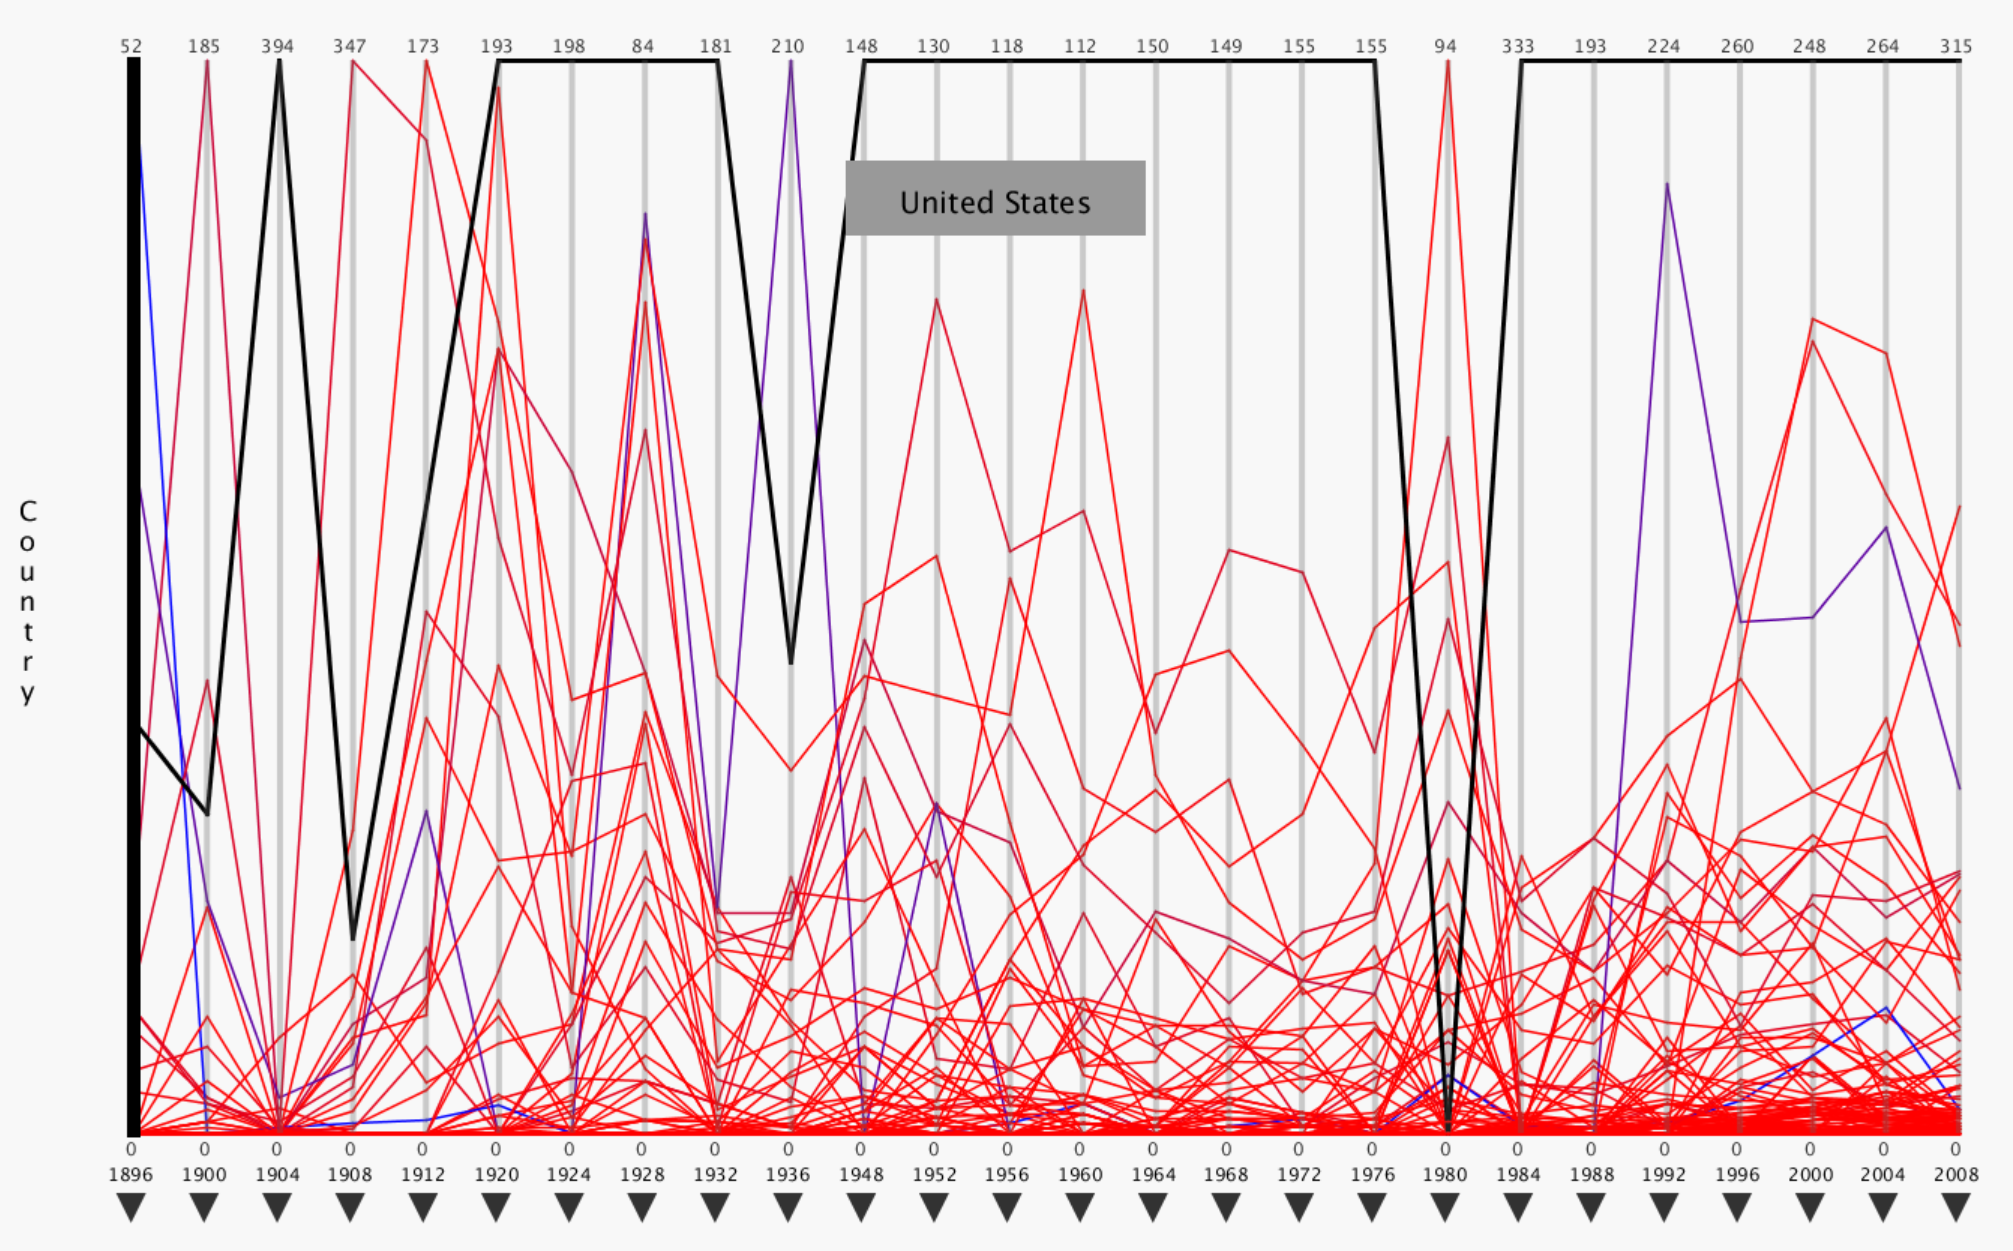 52 185 394 347 173 193 198 84 181 210 148 130 118 112 150 149 155 155 94 333 193 224 260 248 264 315
United States
Country
0 0 0 0 0 0 0 0 0 0 0 0 0 0 0 0 0 0 0 0 0 0 0 0 0 0
1896 1900 1904 1908 1912 1920 1924 1928 1932 1936 1948 1952 1956 1960 1964 1968 1972 1976 1980 1984 1988 1992 1996 2000 2004 2008